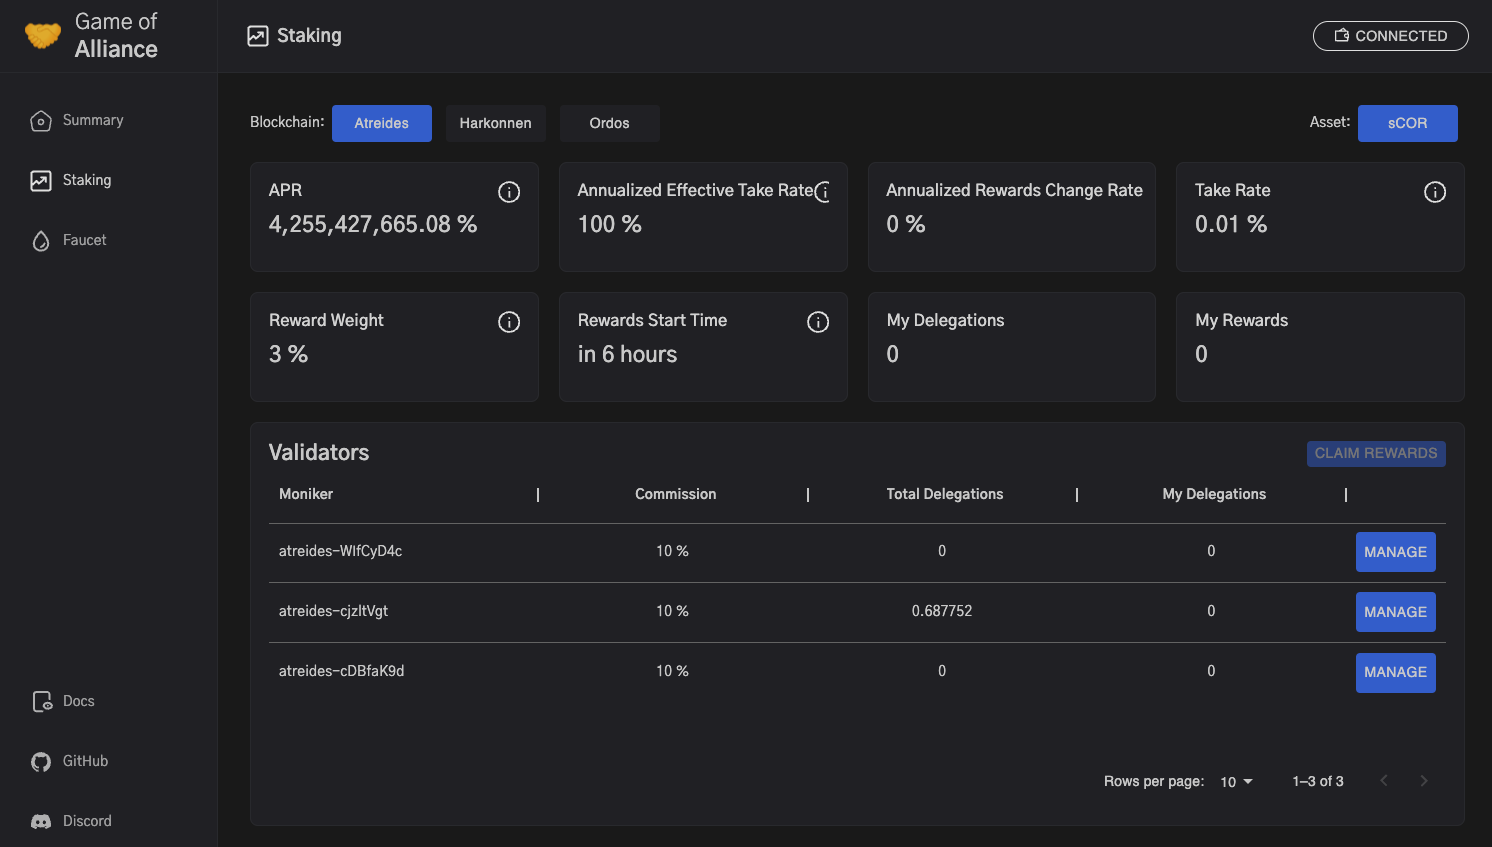 Game of
Alliance
Staking
CONNECTED
Summary
Staking
Faucet
Docs
GitHub
Discord
Blockchain: Atreides Harkonnen Ordos Asset: sCOR
APR
4,255,427,665.08 %
Annualized Effective Take Rate
100 %
Annualized Rewards Change Rate
0 %
Take Rate
0.01 %
Reward Weight
3 %
Rewards Start Time
in 6 hours
My Delegations
0
My Rewards
0
Validators CLAIM REWARDS
Moniker Commission Total Delegations My Delegations
atreides-WIfCyD4c 10 % 0 0 MANAGE
atreides-cjzltVgt 10 % 0.687752 0 MANAGE
atreides-cDBfaK9d 10 % 0 0 MANAGE
Rows per page: 10 1–3 of 3